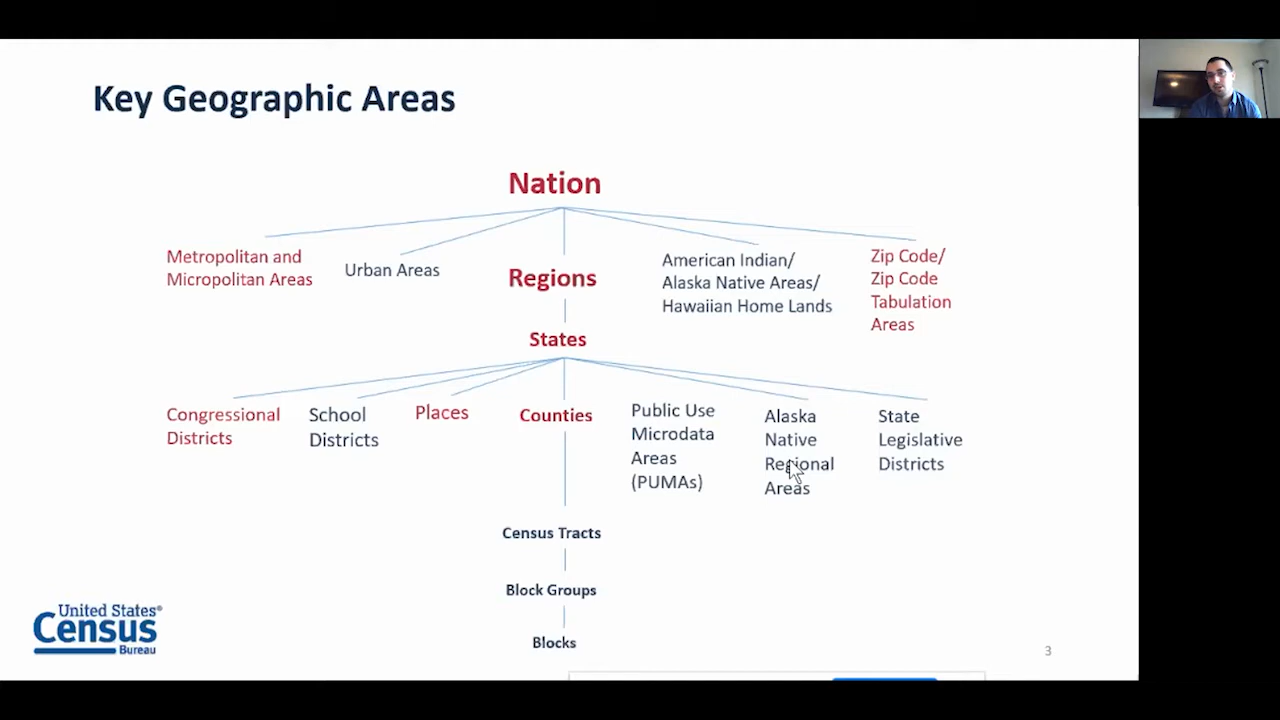 Key Geographic Areas
Nation
Metropolitan and
Micropolitan Areas
Urban Areas
Regions
American Indian/
Alaska Native Areas/
Hawaiian Home Lands
Zip Code/
Zip Code
Tabulation
Areas
States
Congressional
Districts
School
Districts
Places
Counties
Public Use
Microdata
Areas
(PUMAs)
Alaska
Native
Regional
Areas
State
Legislative
Districts
Census Tracts
Block Groups
Blocks
United States®
Census
Bureau
3